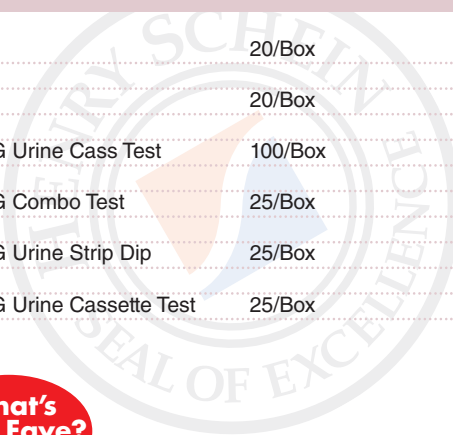 20/Box
20/Box
G Urine Cass Test 100/Box
G Combo Test 25/Box
G Urine Strip Dip 25/Box
G Urine Cassette Test 25/Box
HENRY SCHEIN
SEAL OF EXCELLENCE
hat's
Fave?